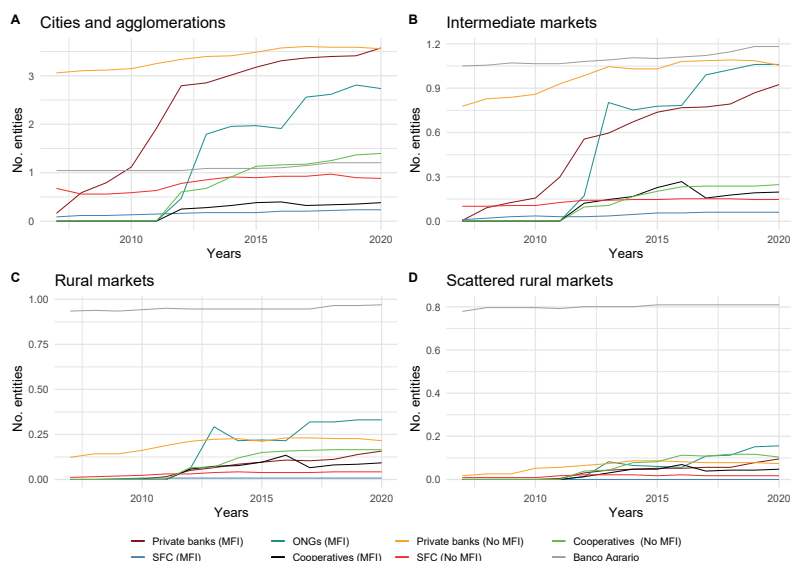 A Cities and agglomerations
No. entities
3
2
1
0
2010 2015 2020
Years
B Intermediate markets
No. entities
1.2
0.9
0.6
0.3
0.0
2010 2015 2020
Years
C Rural markets
No. entities
1.00
0.75
0.50
0.25
0.00
2010 2015 2020
Years
D Scattered rural markets
No. entities
0.8
0.6
0.4
0.2
0.0
2010 2015 2020
Years
Private banks (MFI) ONGs (MFI) Private banks (No MFI) Cooperatives (No MFI)
SFC (MFI) Cooperatives (MFI) SFC (No MFI) Banco Agrario